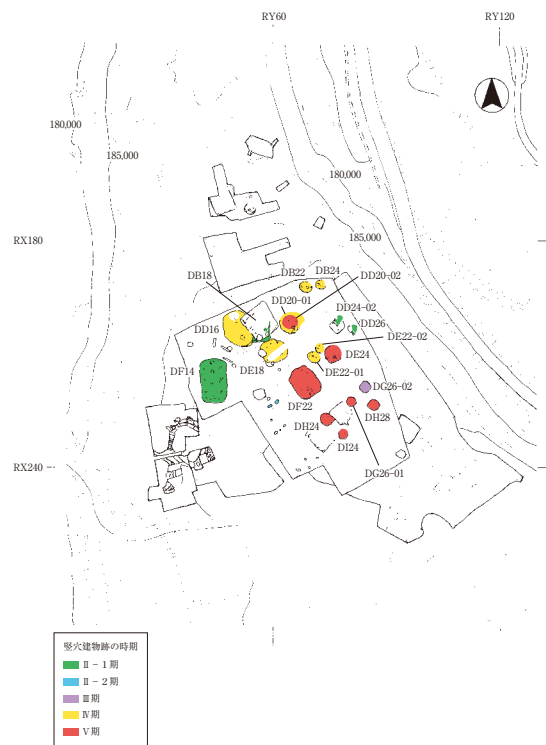 RY60
RY120
180,000
185,000
180,000
RX180
185,000
DB18
DB22
DB24
DD20-02
DD20-01
DD24-02
DD16
DD26
DE22-02
DE24
DF14
DE18
DE22-01
DG26-02
DF22
DH28
DH24
DI24
RX240
DG26-01
竪穴建物跡の時期
Ⅱ－1期
Ⅱ－2期
Ⅲ期
Ⅳ期
Ⅴ期